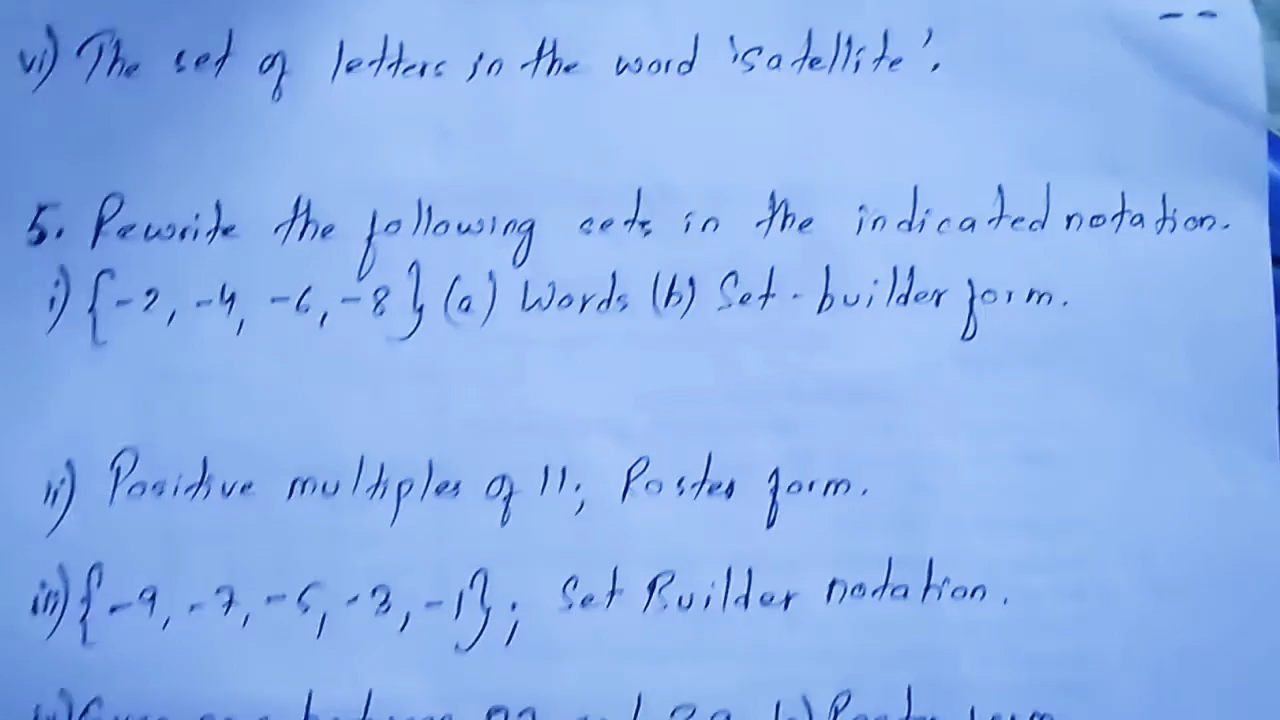 vi) The set of letters in the word 'satellite'.
5. Rewrite the following sets in the indicated notation.
i) {-2, -4, -6, -8} (a) Words (b) Set-builder form.
ii) Positive multiples of 11; Roster form.
iii) {-9, -7, -5, -3, -1}; Set Builder notation.